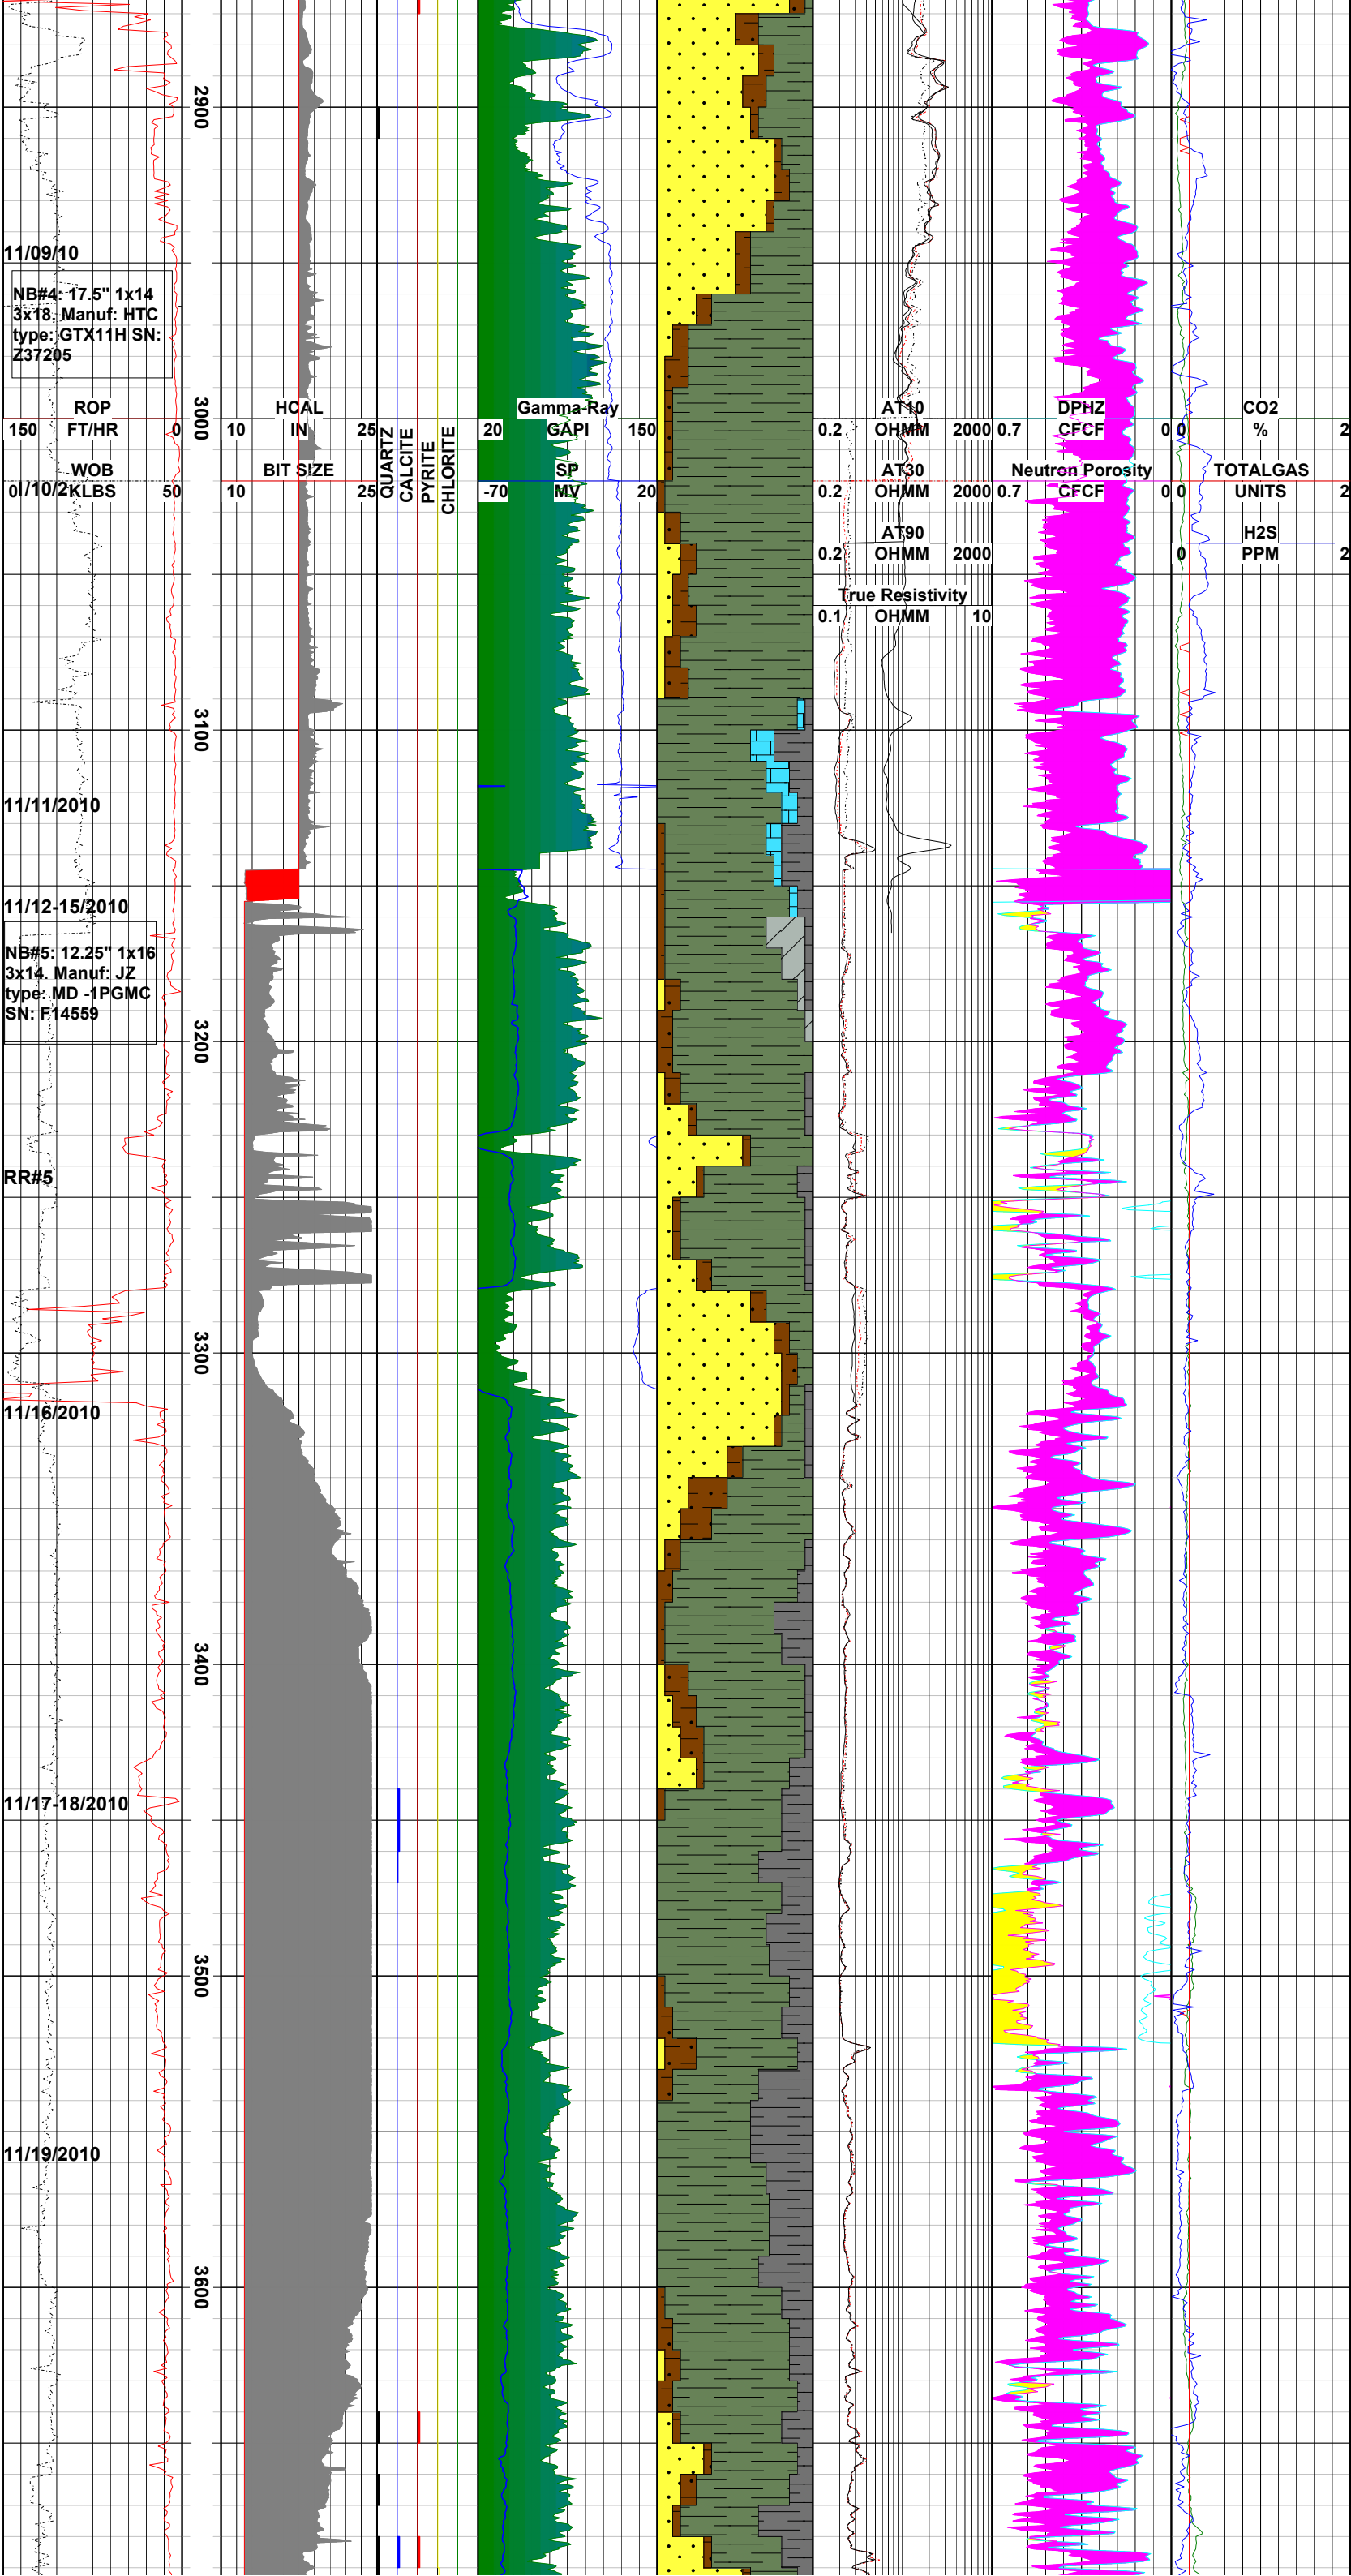 2900
11/09/10
NB#4: 17.5" 1x14
3x18. Manuf: HTC
type: GTX11H SN:
Z37205
3000
ROP HCAL Gamma-Ray AT10 DPHZ CO2
150 FT/HR 0 10 IN 25 20 GAPI 150 0.2 OHMM 2000 0.7 CFCF 0 0 % 2
QUARTZ
CALCITE
PYRITE
CHLORITE
WOB BIT SIZE SP AT30 Neutron Porosity TOTALGAS
0 KLBS 50 10 25 -70 MV 20 0.2 OHMM 2000 0.7 CFCF 0 0 UNITS 2
AT90 H2S
0.2 OHMM 2000 0 PPM 2
True Resistivity
0.1 OHMM 10
3100
11/11/2010
11/12-15/2010
NB#5: 12.25" 1x16
3x14. Manuf: JZ
type: MD -1PGMC
SN: F14559
3200
RR#5
3300
11/16/2010
3400
11/17-18/2010
3500
11/19/2010
3600